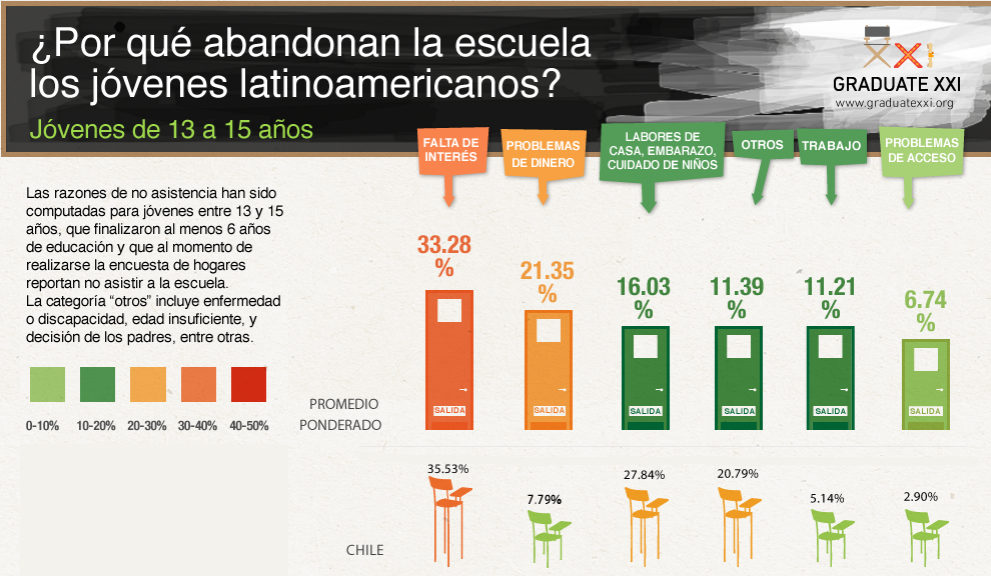 ¿Por qué abandonan la escuela
los jóvenes latinoamericanos?
Jóvenes de 13 a 15 años
GRADUATE XXI
www.graduatexxi.org
FALTA DE
INTERÉS
PROBLEMAS
DE DINERO
LABORES DE
CASA, EMBARAZO,
CUIDADO DE NIÑOS
OTROS
TRABAJO
PROBLEMAS
DE ACCESO
Las razones de no asistencia han sido
computadas para jóvenes entre 13 y 15
años, que finalizaron al menos 6 años
de educación y que al momento de
realizarse la encuesta de hogares
reportan no asistir a la escuela.
La categoría “otros” incluye enfermedad
o discapacidad, edad insuficiente, y
decisión de los padres, entre otras.
0-10% 10-20% 20-30% 30-40% 40-50%
PROMEDIO
PONDERADO
33.28
%
21.35
%
16.03
%
11.39
%
11.21
%
6.74
%
SALIDA SALIDA SALIDA SALIDA SALIDA SALIDA
CHILE
35.53% 7.79% 27.84% 20.79% 5.14% 2.90%